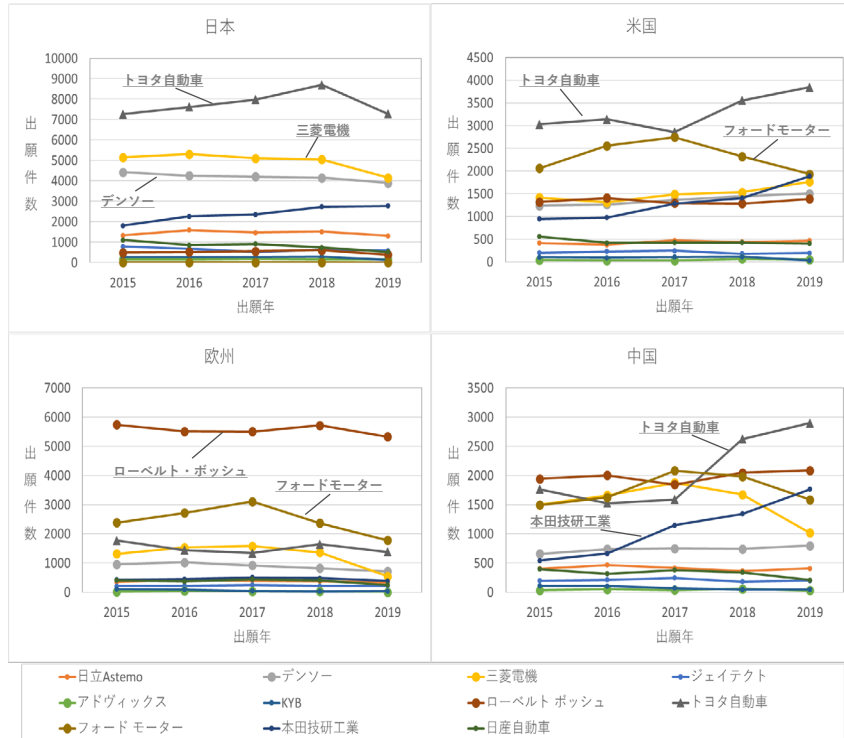 日本
10000
9000
8000
7000
6000
5000
4000
3000
2000
1000
0
出願件数
トヨタ自動車
三菱電機
デンソー
2015 2016 2017 2018 2019
出願年
米国
4500
4000
3500
3000
2500
2000
1500
1000
500
0
出願件数
トヨタ自動車
フォードモーター
2015 2016 2017 2018 2019
出願年
欧州
7000
6000
5000
4000
3000
2000
1000
0
出願件数
ローベルト・ボッシュ
フォードモーター
2015 2016 2017 2018 2019
出願年
中国
3500
3000
2500
2000
1500
1000
500
0
出願件数
トヨタ自動車
本田技研工業
2015 2016 2017 2018 2019
出願年
日立Astemo デンソー 三菱電機 ジェイテクト
アドヴィックス KYB ローベルト ボッシュ トヨタ自動車
フォード モーター 本田技研工業 日産自動車